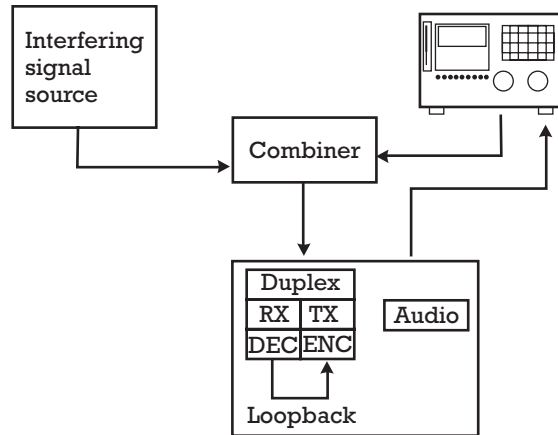 Interfering
signal
source
Combiner
Duplex
RX TX
DEC ENC
Audio
Loopback